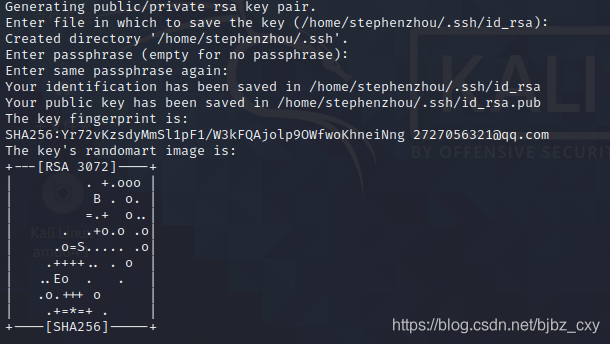 Generating public/private rsa key pair.
Enter file in which to save the key (/home/stephenzhou/.ssh/id_rsa):
Created directory '/home/stephenzhou/.ssh'.
Enter passphrase (empty for no passphrase):
Enter same passphrase again:
Your identification has been saved in /home/stephenzhou/.ssh/id_rsa
Your public key has been saved in /home/stephenzhou/.ssh/id_rsa.pub
The key fingerprint is:
SHA256:Yr72vKzsdyMmSl1pF1/W3kFQAjolp9OWfwoKhneiNng 2727056321@qq.com
The key's randomart image is:
+---[RSA 3072]----+
|         . +.ooo |
|          B . o. |
|         =.+  o..|
|      .  .+o.o .o|
|     .o=S..... .o|
|    .++++.. . o  |
|   ..Eo  .   .   |
|   .o.+++ o      |
|    .+=*=+ .     |
+----[SHA256]-----+
KALI
BY OFFENSIVE SECURIT
https://blog.csdn.net/bjbz_cxy